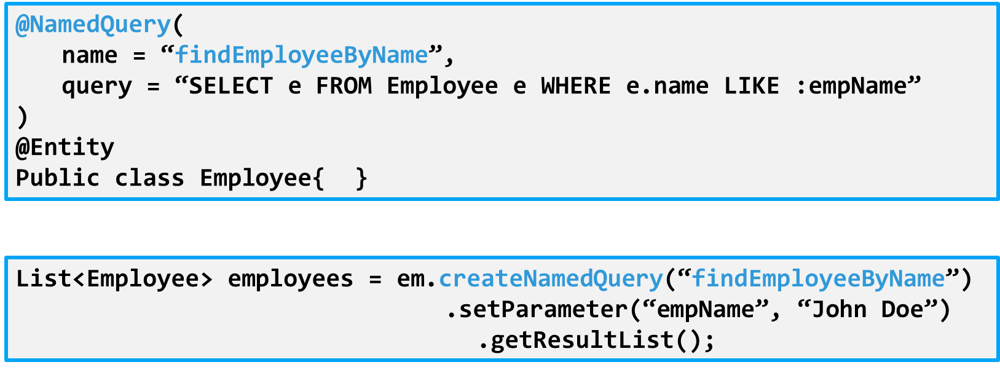 @NamedQuery(
name = “findEmployeeByName”,
query = “SELECT e FROM Employee e WHERE e.name LIKE :empName”
)
@Entity
Public class Employee{  }
List<Employee> employees = em.createNamedQuery(“findEmployeeByName”)
.setParameter(“empName”, “John Doe”)
.getResultList();